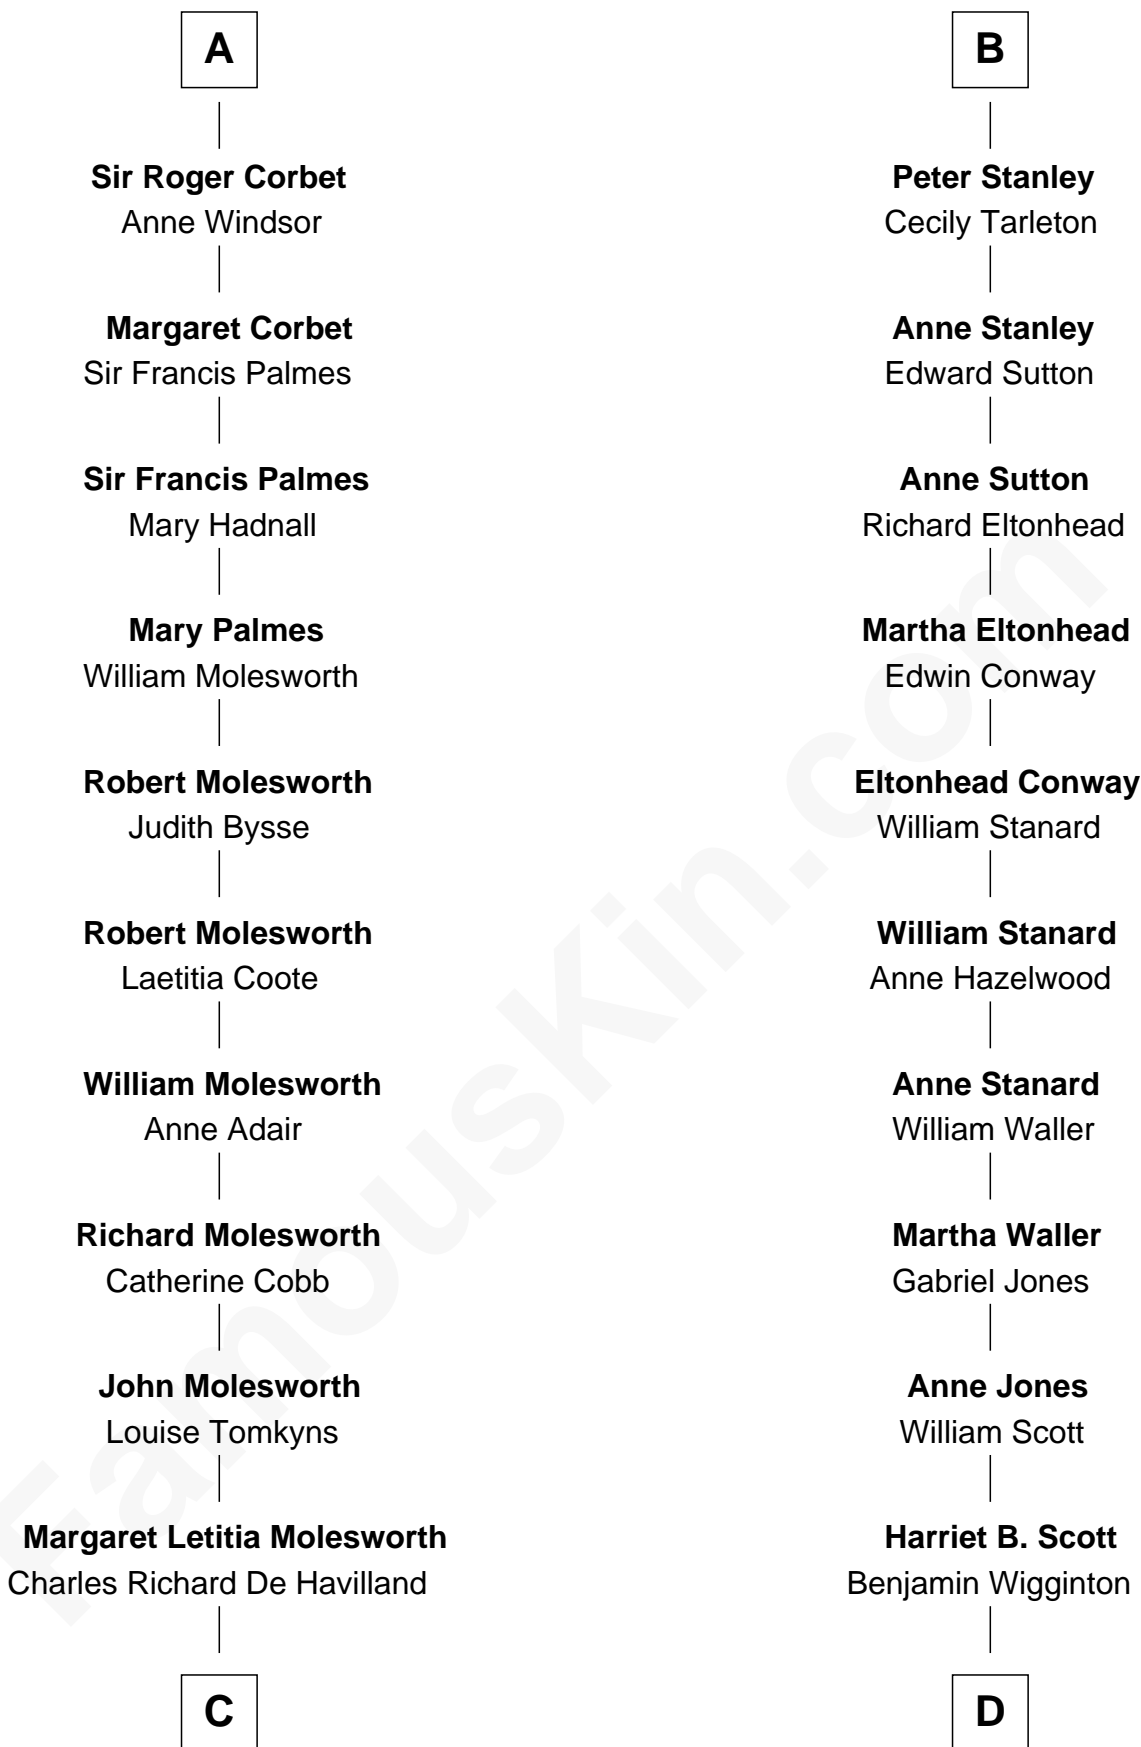 A
Sir Roger Corbet
Anne Windsor
Margaret Corbet
Sir Francis Palmes
Sir Francis Palmes
Mary Hadnall
Mary Palmes
William Molesworth
Robert Molesworth
Judith Bysse
Robert Molesworth
Laetitia Coote
William Molesworth
Anne Adair
Richard Molesworth
Catherine Cobb
John Molesworth
Louise Tomkyns
Margaret Letitia Molesworth
Charles Richard De Havilland
C
B
Peter Stanley
Cecily Tarleton
Anne Stanley
Edward Sutton
Anne Sutton
Richard Eltonhead
Martha Eltonhead
Edwin Conway
Eltonhead Conway
William Stanard
William Stanard
Anne Hazelwood
Anne Stanard
William Waller
Martha Waller
Gabriel Jones
Anne Jones
William Scott
Harriet B. Scott
Benjamin Wigginton
D
FamousKin.com